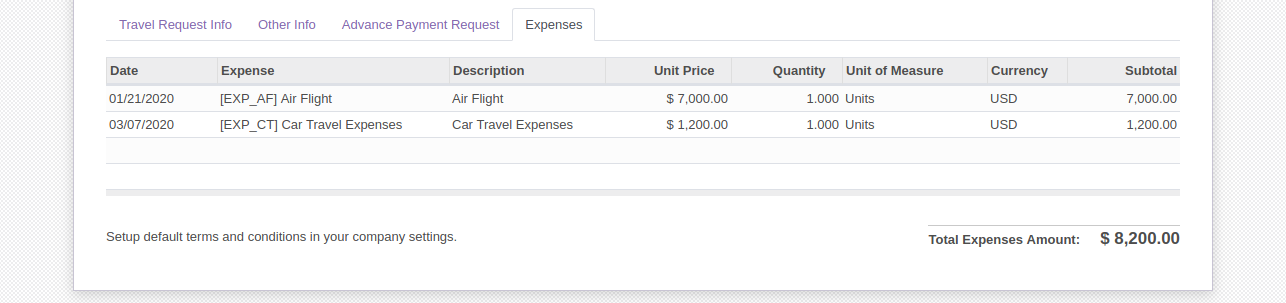 Travel Request Info Other Info Advance Payment Request Expenses
Date Expense Description Unit Price Quantity Unit of Measure Currency Subtotal
01/21/2020 [EXP_AF] Air Flight Air Flight $ 7,000.00 1.000 Units USD 7,000.00
03/07/2020 [EXP_CT] Car Travel Expenses Car Travel Expenses $ 1,200.00 1.000 Units USD 1,200.00
Setup default terms and conditions in your company settings. Total Expenses Amount: $ 8,200.00